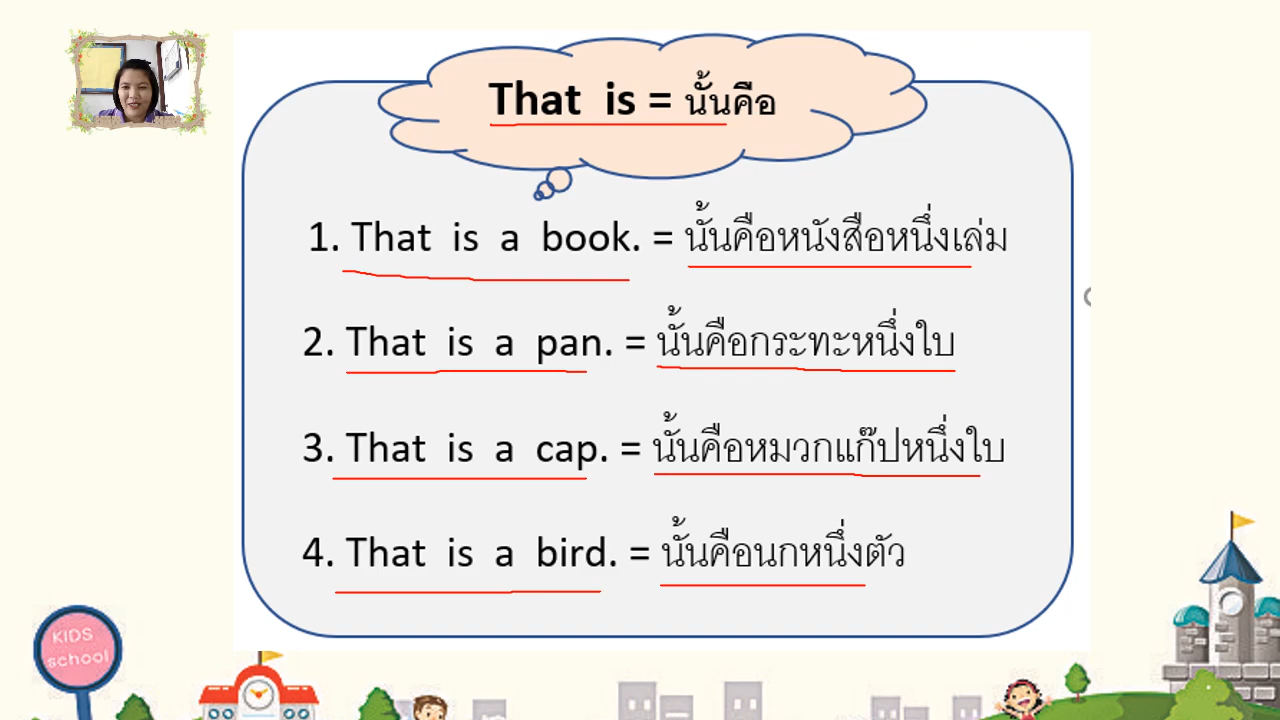 That is = นั้นคือ
1. That is a book. = นั้นคือหนังสือหนึ่งเล่ม
2. That is a pan. = นั้นคือกระทะหนึ่งใบ
3. That is a cap. = นั้นคือหมวกแก๊ปหนึ่งใบ
4. That is a bird. = นั้นคือนกหนึ่งตัว
KIDS
school